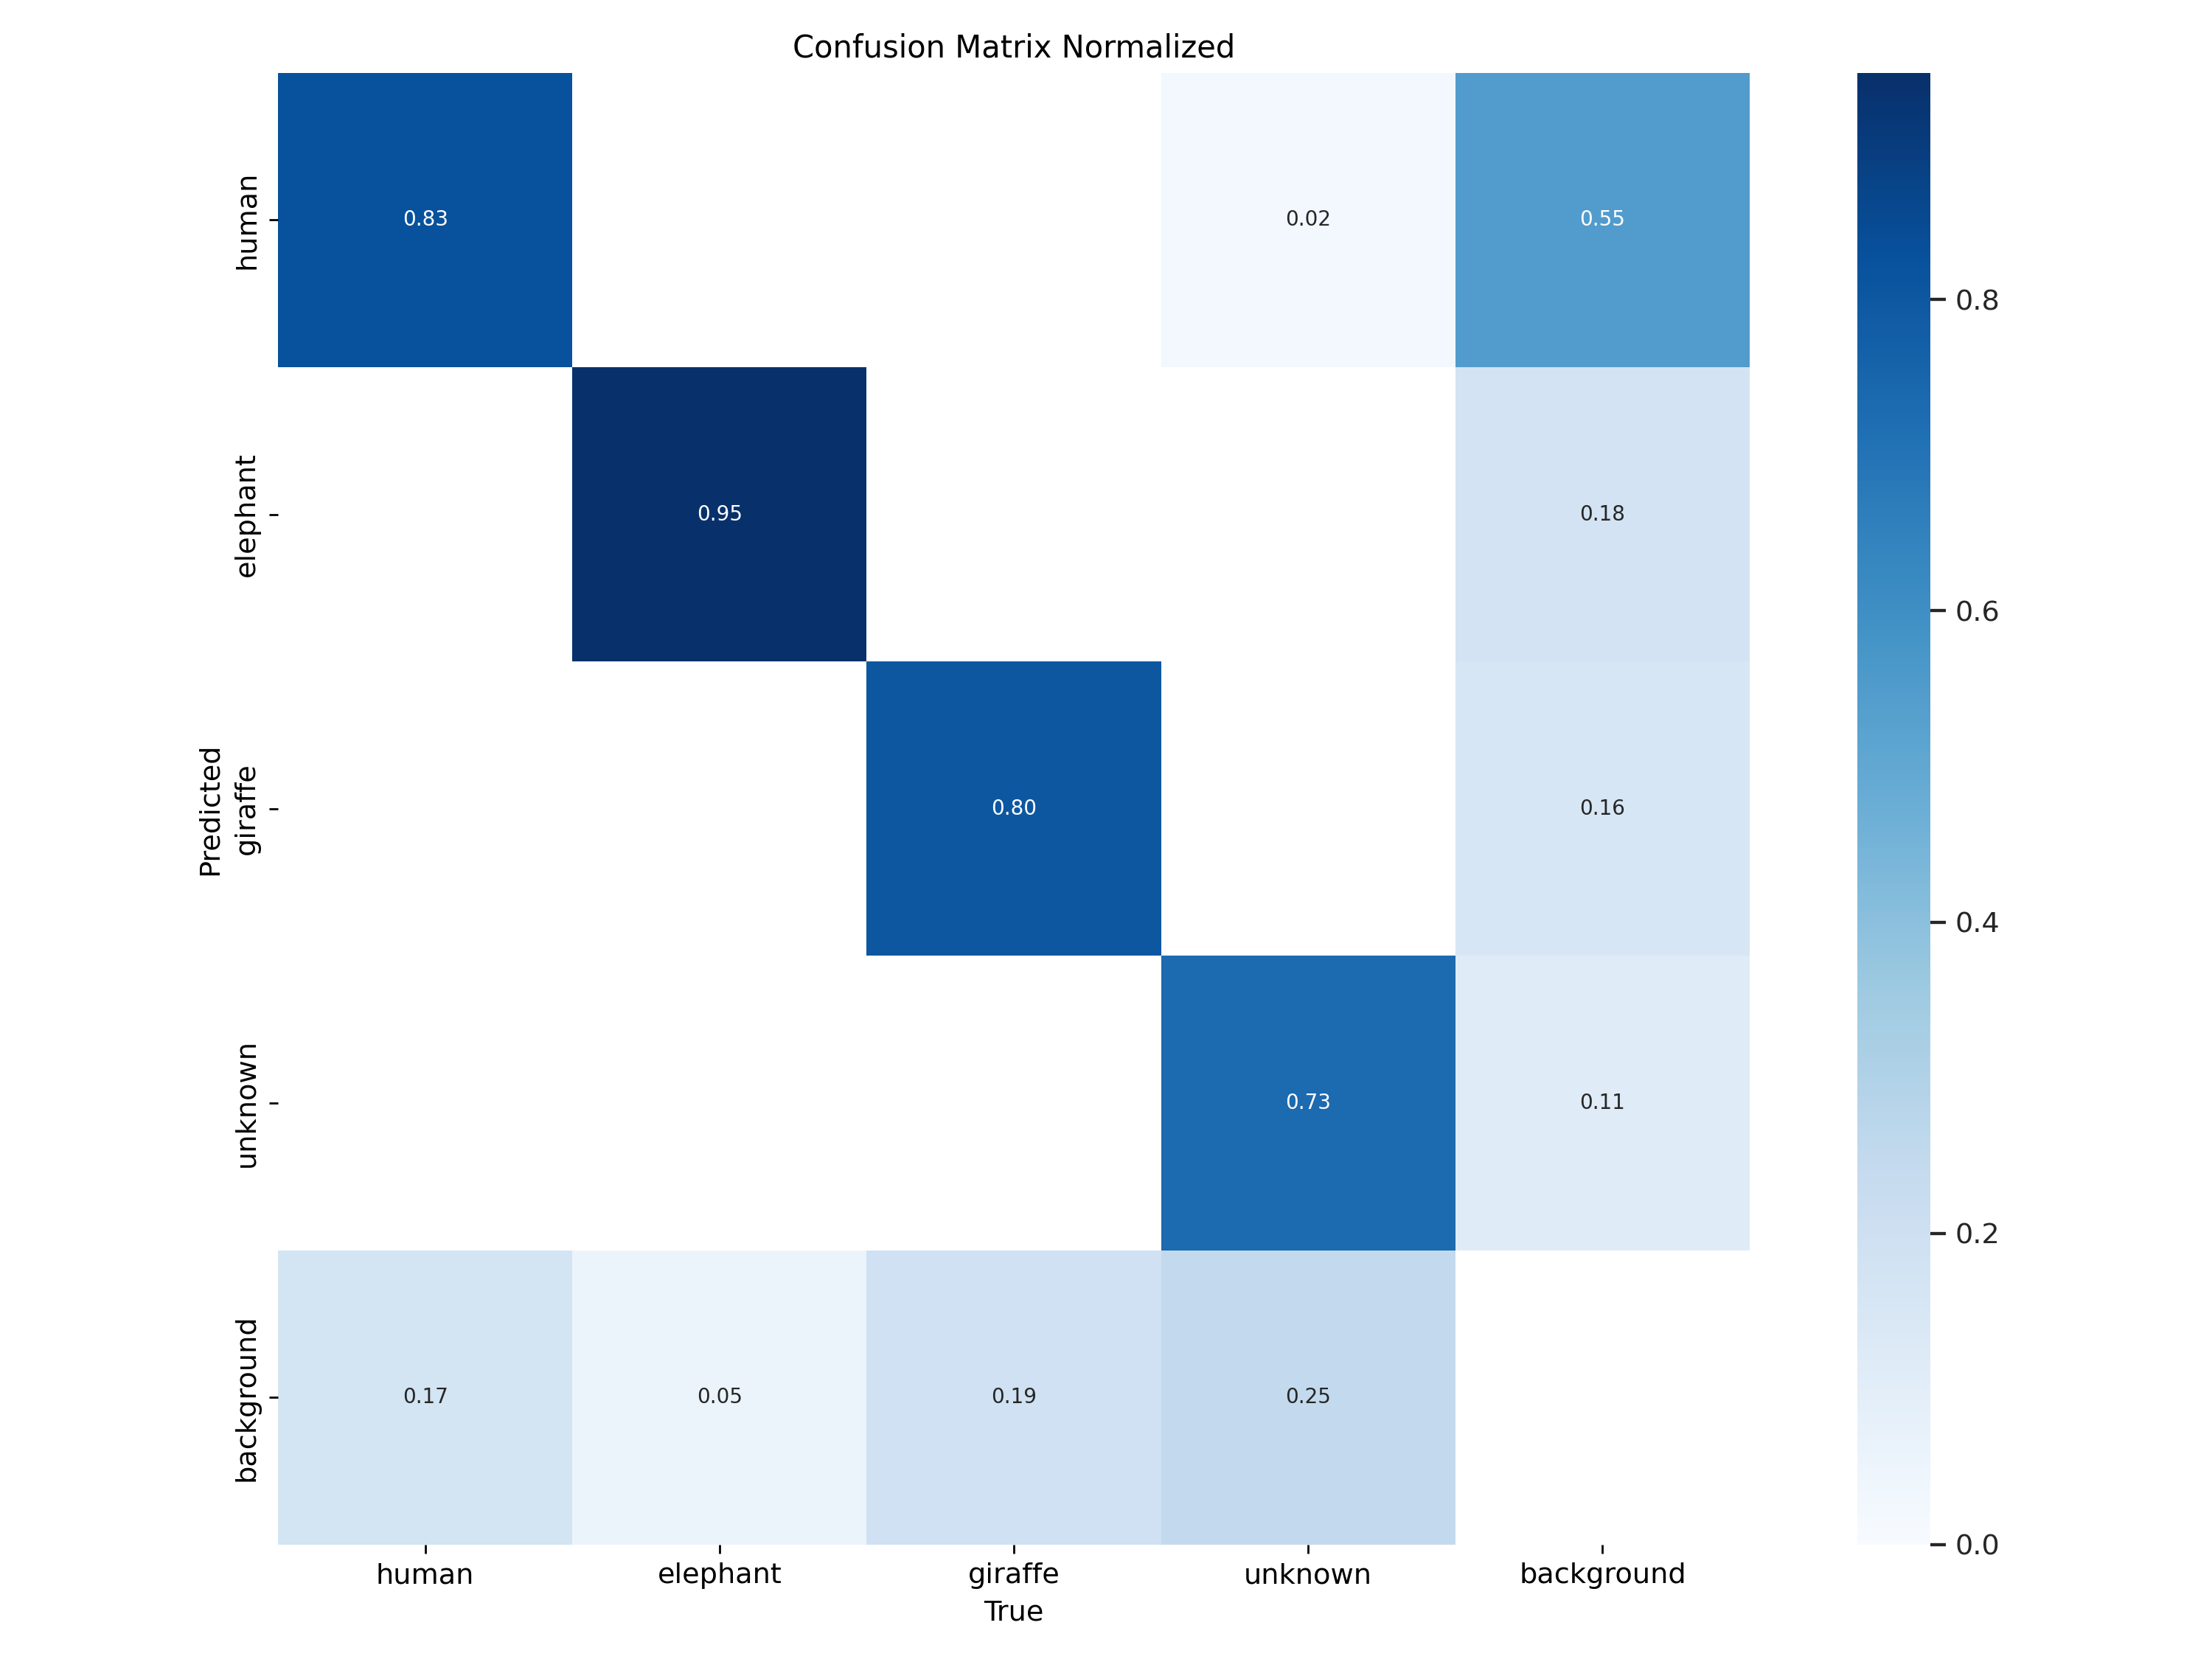 Confusion Matrix Normalized
human
0.83
0.02
0.55
0.8
elephant
0.95
0.18
0.6
Predicted
giraffe
0.80
0.16
0.4
unknown
0.73
0.11
0.2
background
0.17
0.05
0.19
0.25
0.0
human
elephant
giraffe
unknown
background
True